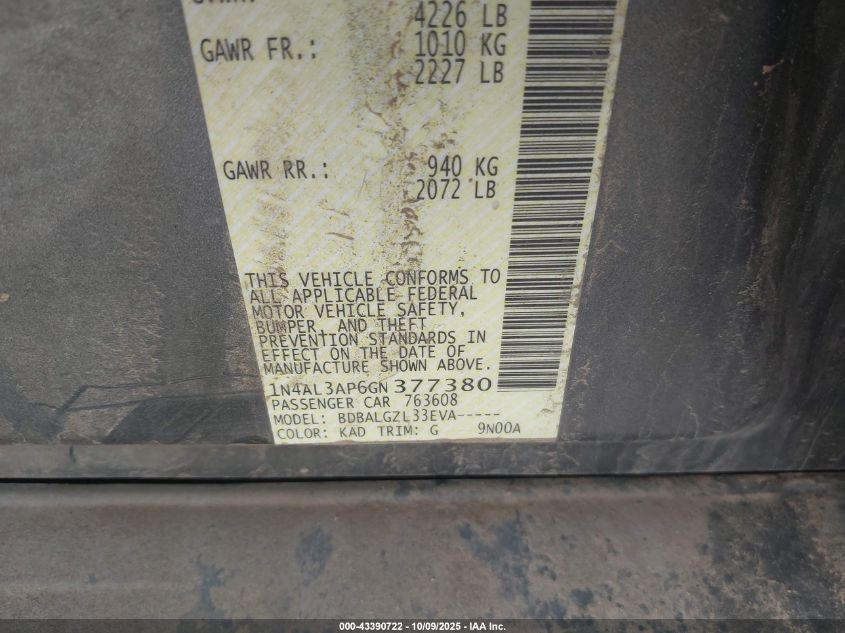 4226 LB
GAWR FR.: 1010 KG
2227 LB
GAWR RR.: 940 KG
2072 LB
THIS VEHICLE CONFORMS TO
ALL APPLICABLE FEDERAL
MOTOR VEHICLE SAFETY,
BUMPER, AND THEFT
PREVENTION STANDARDS IN
EFFECT ON THE DATE OF
MANUFACTURE SHOWN ABOVE.
1N4AL3AP6GN377380
PASSENGER CAR 763608
MODEL: BDBALGZL33EVA-----
COLOR: KAD TRIM: G 9N00A
000-43390722 - 10/09/2025 - IAA Inc.